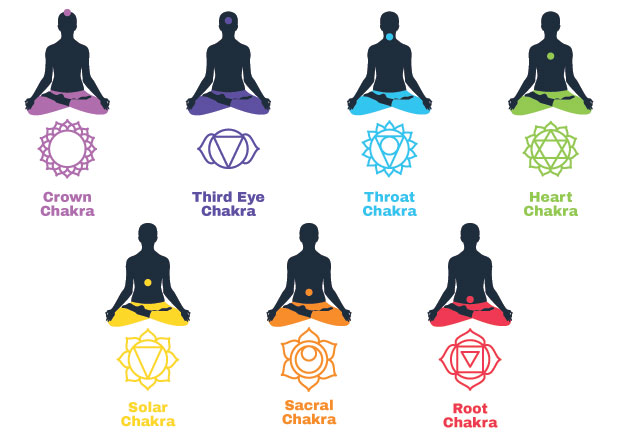 Crown
Chakra
Third Eye
Chakra
Throat
Chakra
Heart
Chakra
Solar
Chakra
Sacral
Chakra
Root
Chakra